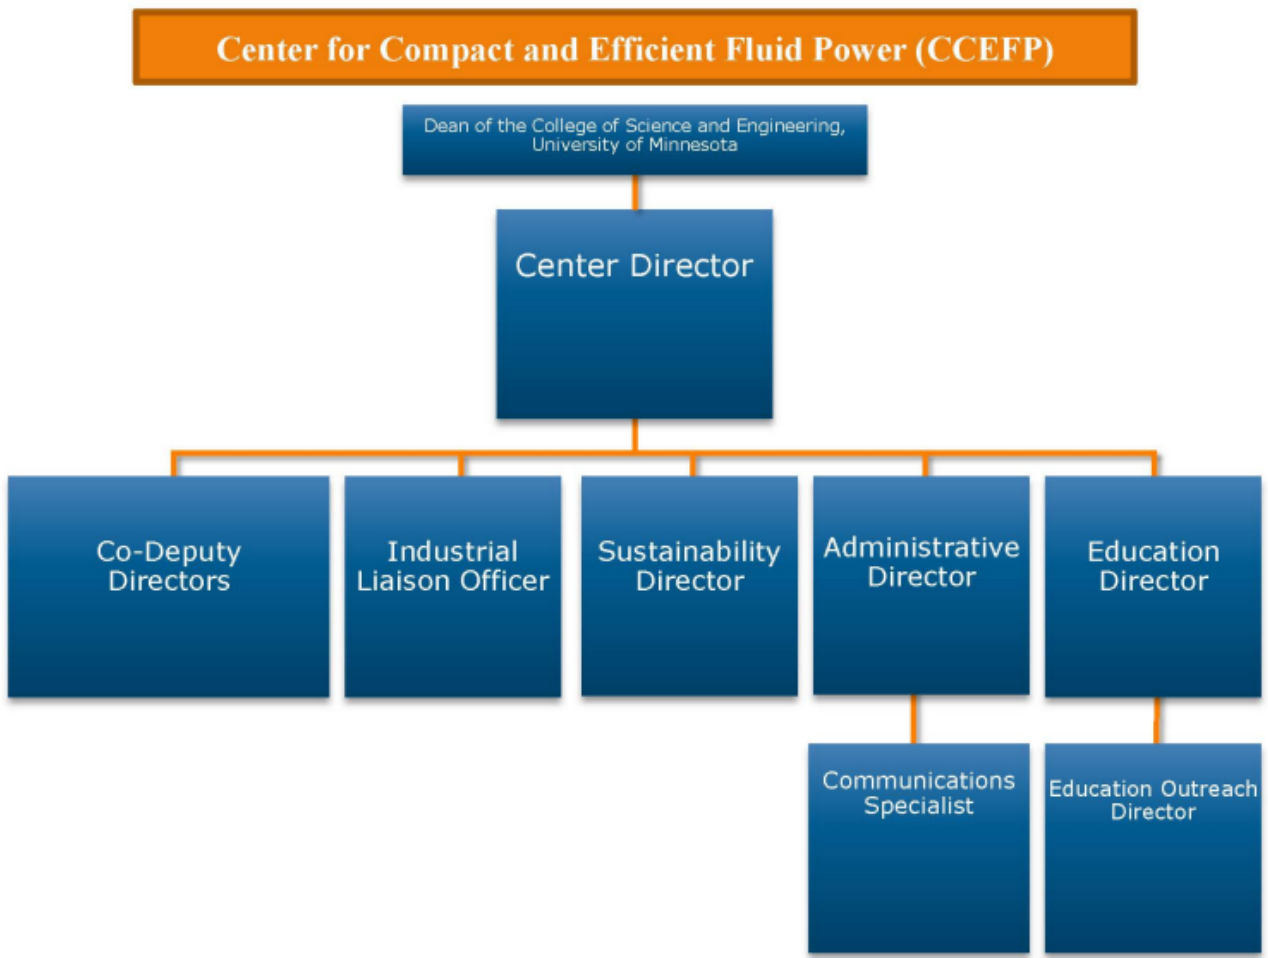 Center for Compact and Efficient Fluid Power (CCEFP)
Dean of the College of Science and Engineering,
University of Minnesota
Center Director
Co-Deputy
Directors
Industrial
Liaison Officer
Sustainability
Director
Administrative
Director
Education
Director
Communications
Specialist
Education Outreach
Director